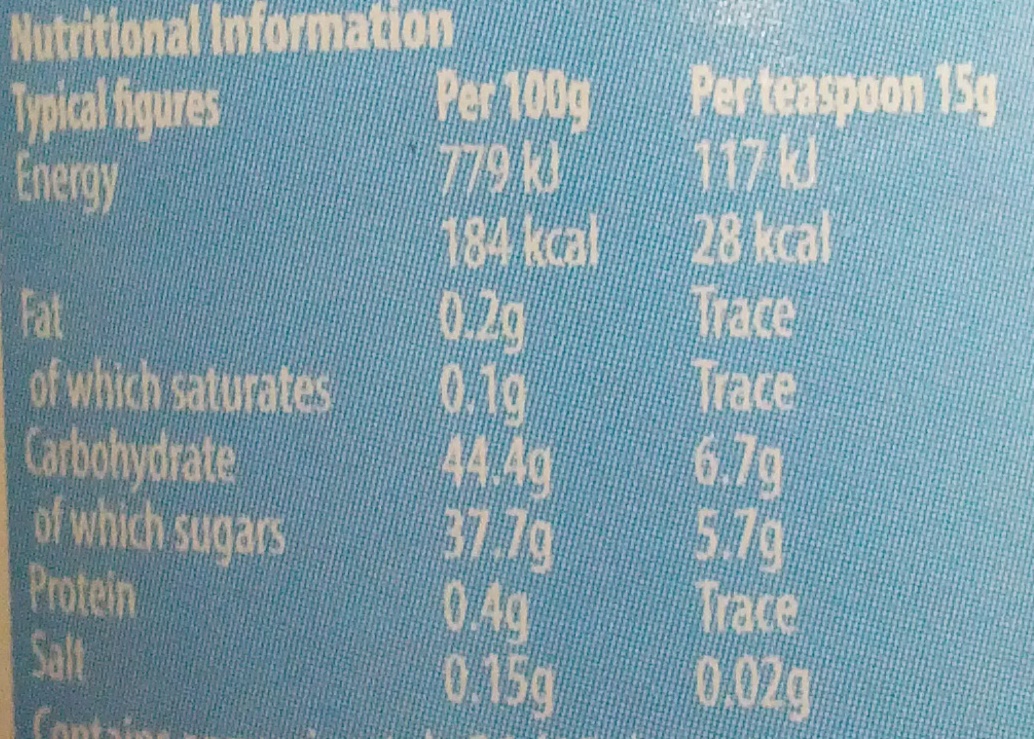 Nutritional Information
Typical figures Per 100g Per teaspoon 15g
Energy 779 kJ 117 kJ
184 kcal 28 kcal
Fat 0.2g Trace
of which saturates 0.1g Trace
Carbohydrate 44.4g 6.7g
of which sugars 37.7g 5.7g
Protein 0.4g Trace
Salt 0.15g 0.02g